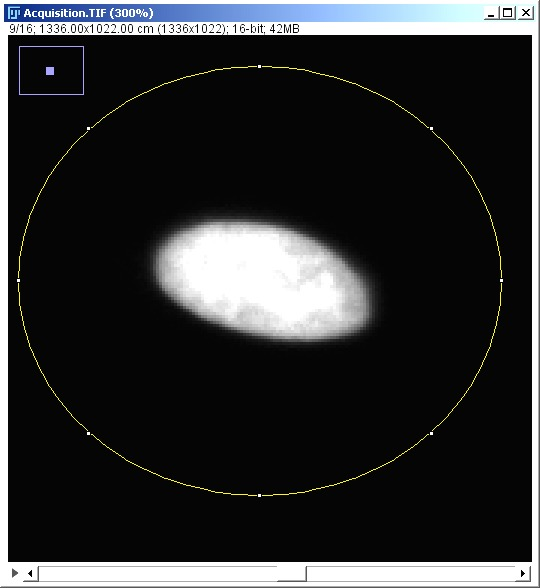 Acquisition.TIF (300%)
9/16; 1336.00x1022.00 cm (1336x1022); 16-bit; 42MB